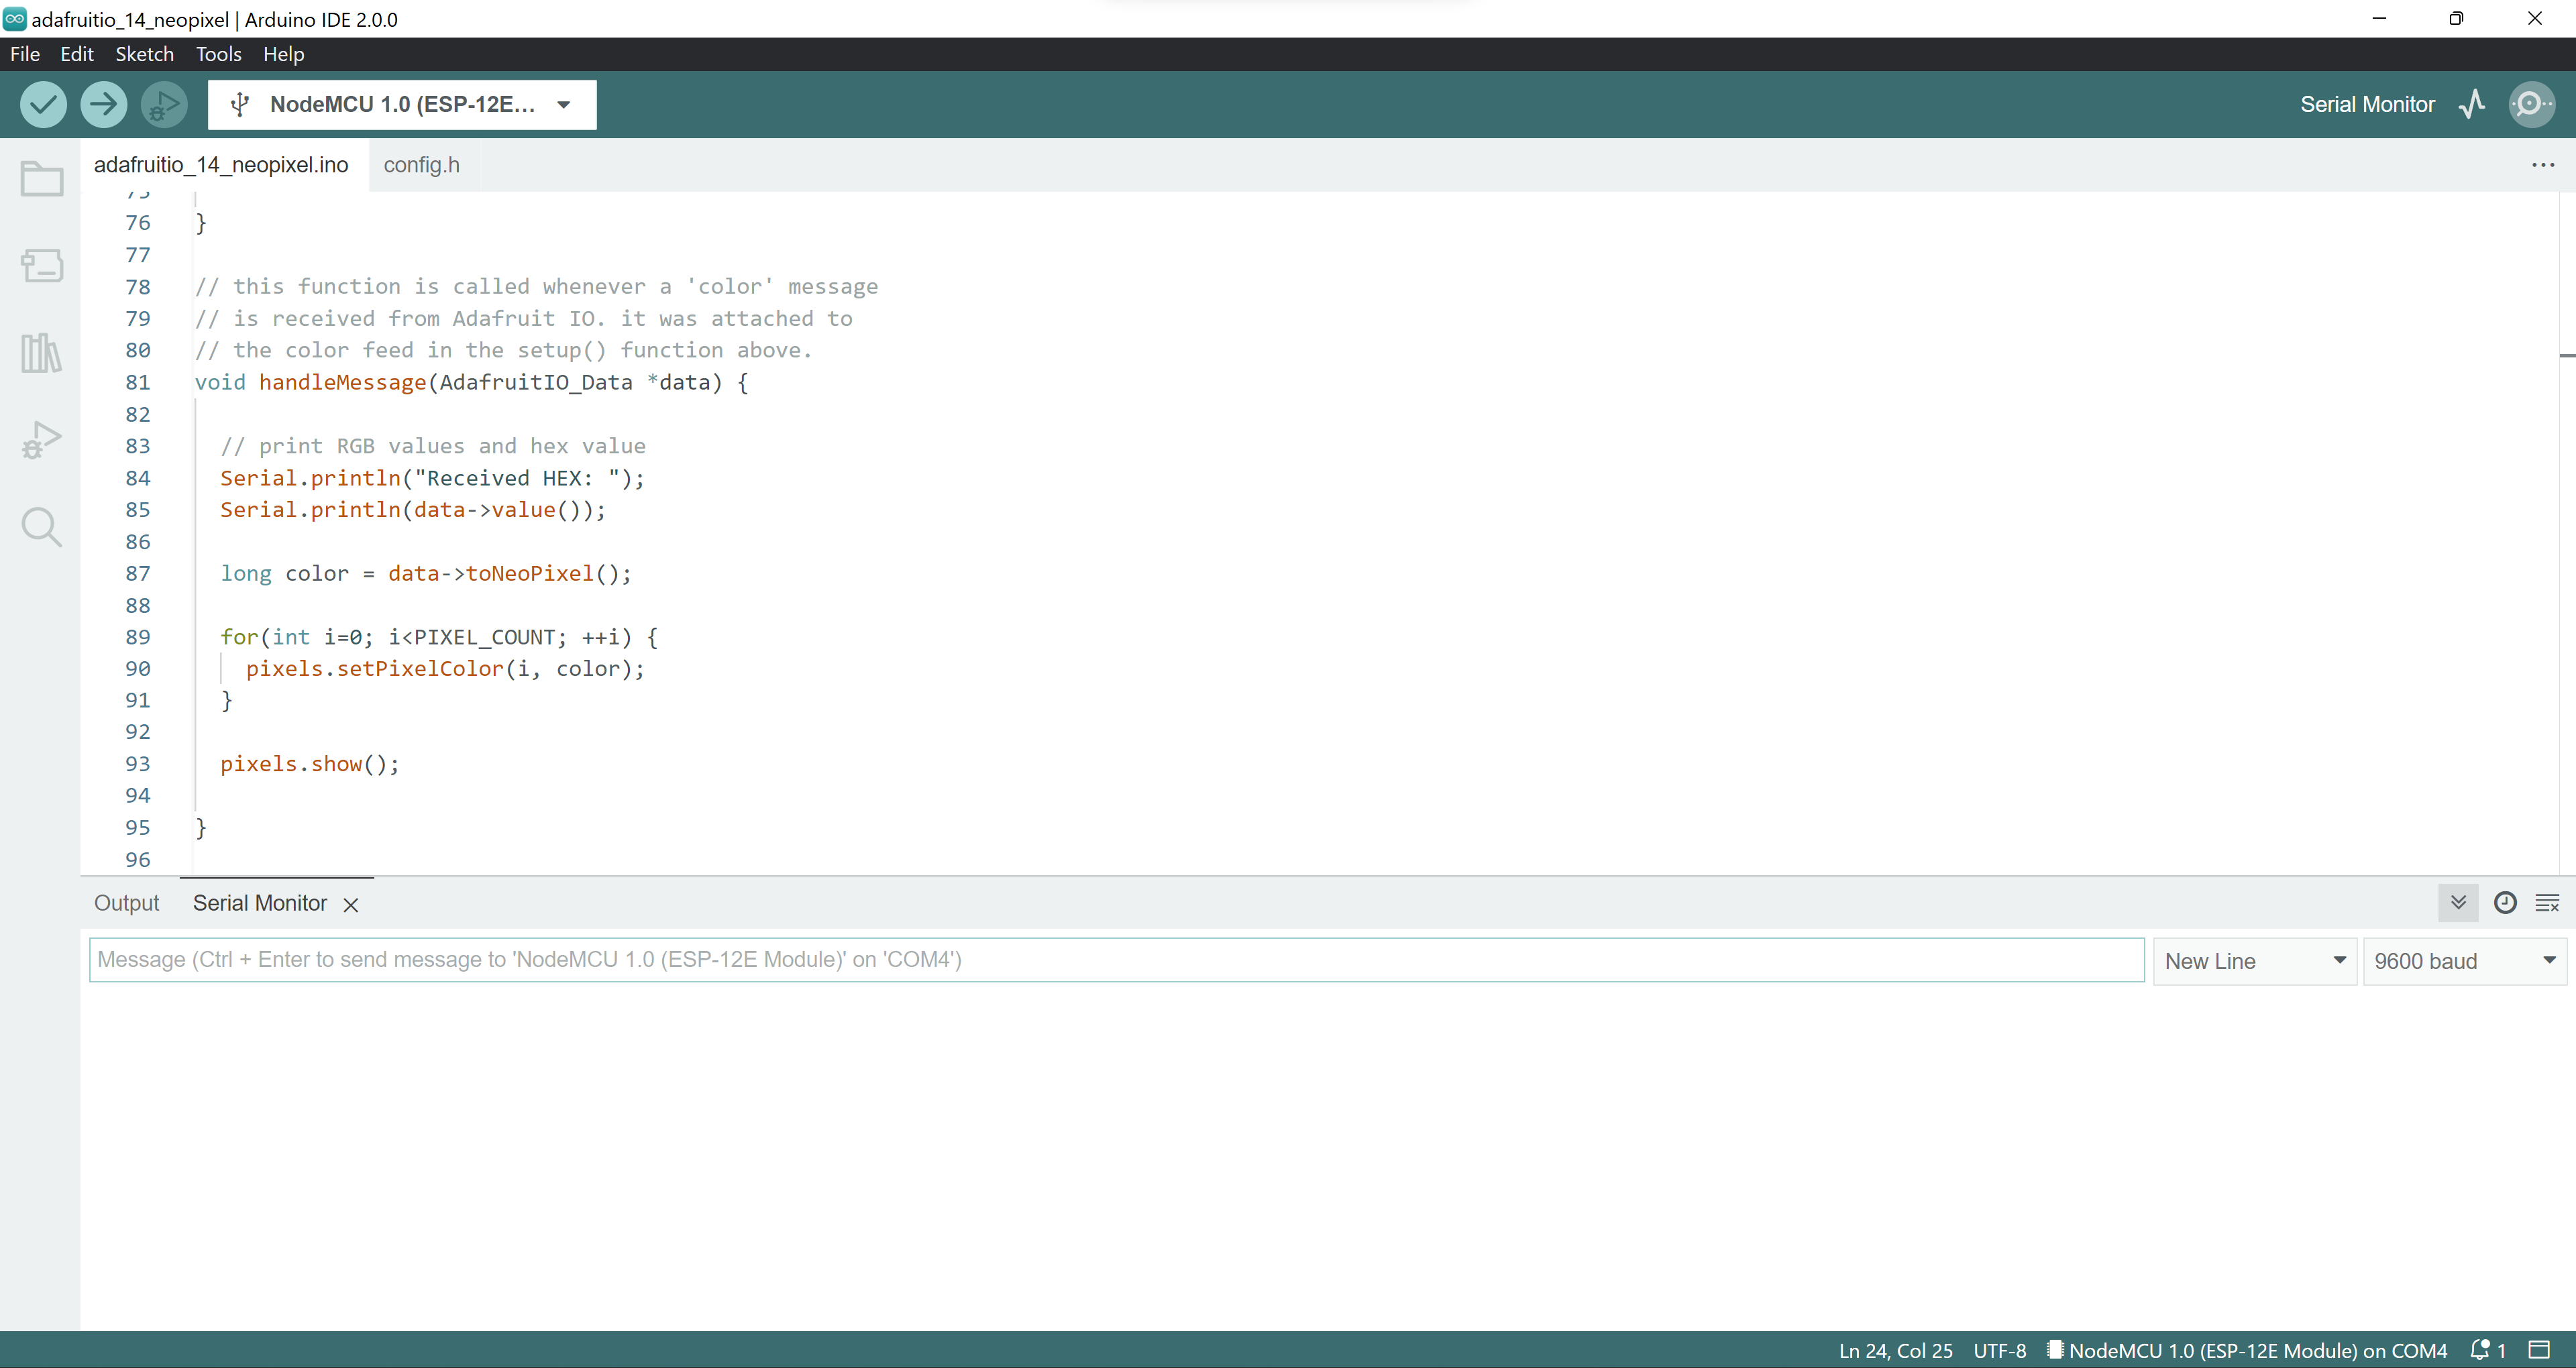 adafruitio_14_neopixel | Arduino IDE 2.0.0
File Edit Sketch Tools Help
NodeMCU 1.0 (ESP-12E...
Serial Monitor
adafruitio_14_neopixel.ino config.h
75
76 }
77
78 // this function is called whenever a 'color' message
79 // is received from Adafruit IO. it was attached to
80 // the color feed in the setup() function above.
81 void handleMessage(AdafruitIO_Data *data) {
82
83 // print RGB values and hex value
84 Serial.println("Received HEX: ");
85 Serial.println(data->value());
86
87 long color = data->toNeoPixel();
88
89 for(int i=0; i<PIXEL_COUNT; ++i) {
90 pixels.setPixelColor(i, color);
91 }
92
93 pixels.show();
94
95 }
96
Output Serial Monitor
Message (Ctrl + Enter to send message to 'NodeMCU 1.0 (ESP-12E Module)' on 'COM4') New Line 9600 baud
Ln 24, Col 25 UTF-8 NodeMCU 1.0 (ESP-12E Module) on COM4 1